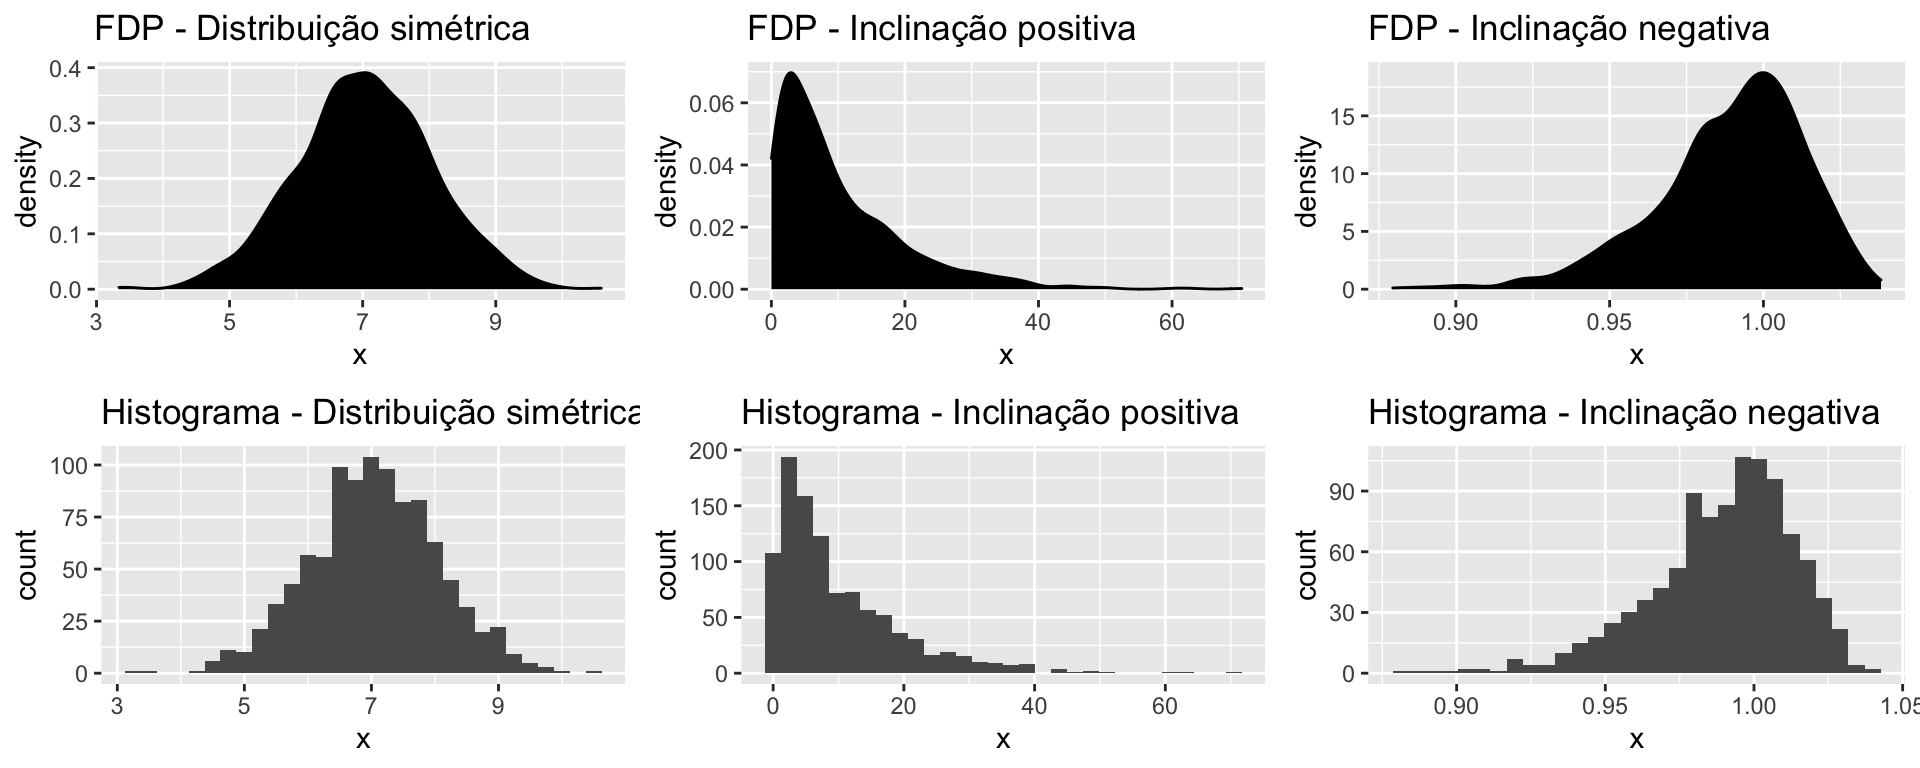 FDP - Distribuição simétrica
0.4
0.3
0.2
0.1
0.0
density
3 5 7 9
x
FDP - Inclinação positiva
0.06
0.04
0.02
0.00
density
0 20 40 60
x
FDP - Inclinação negativa
15
10
5
0
density
0.90 0.95 1.00
x
Histograma - Distribuição simétrica
100
75
50
25
0
count
3 5 7 9
x
Histograma - Inclinação positiva
200
150
100
50
0
count
0 20 40 60
x
Histograma - Inclinação negativa
90
60
30
0
count
0.90 0.95 1.00 1.05
x